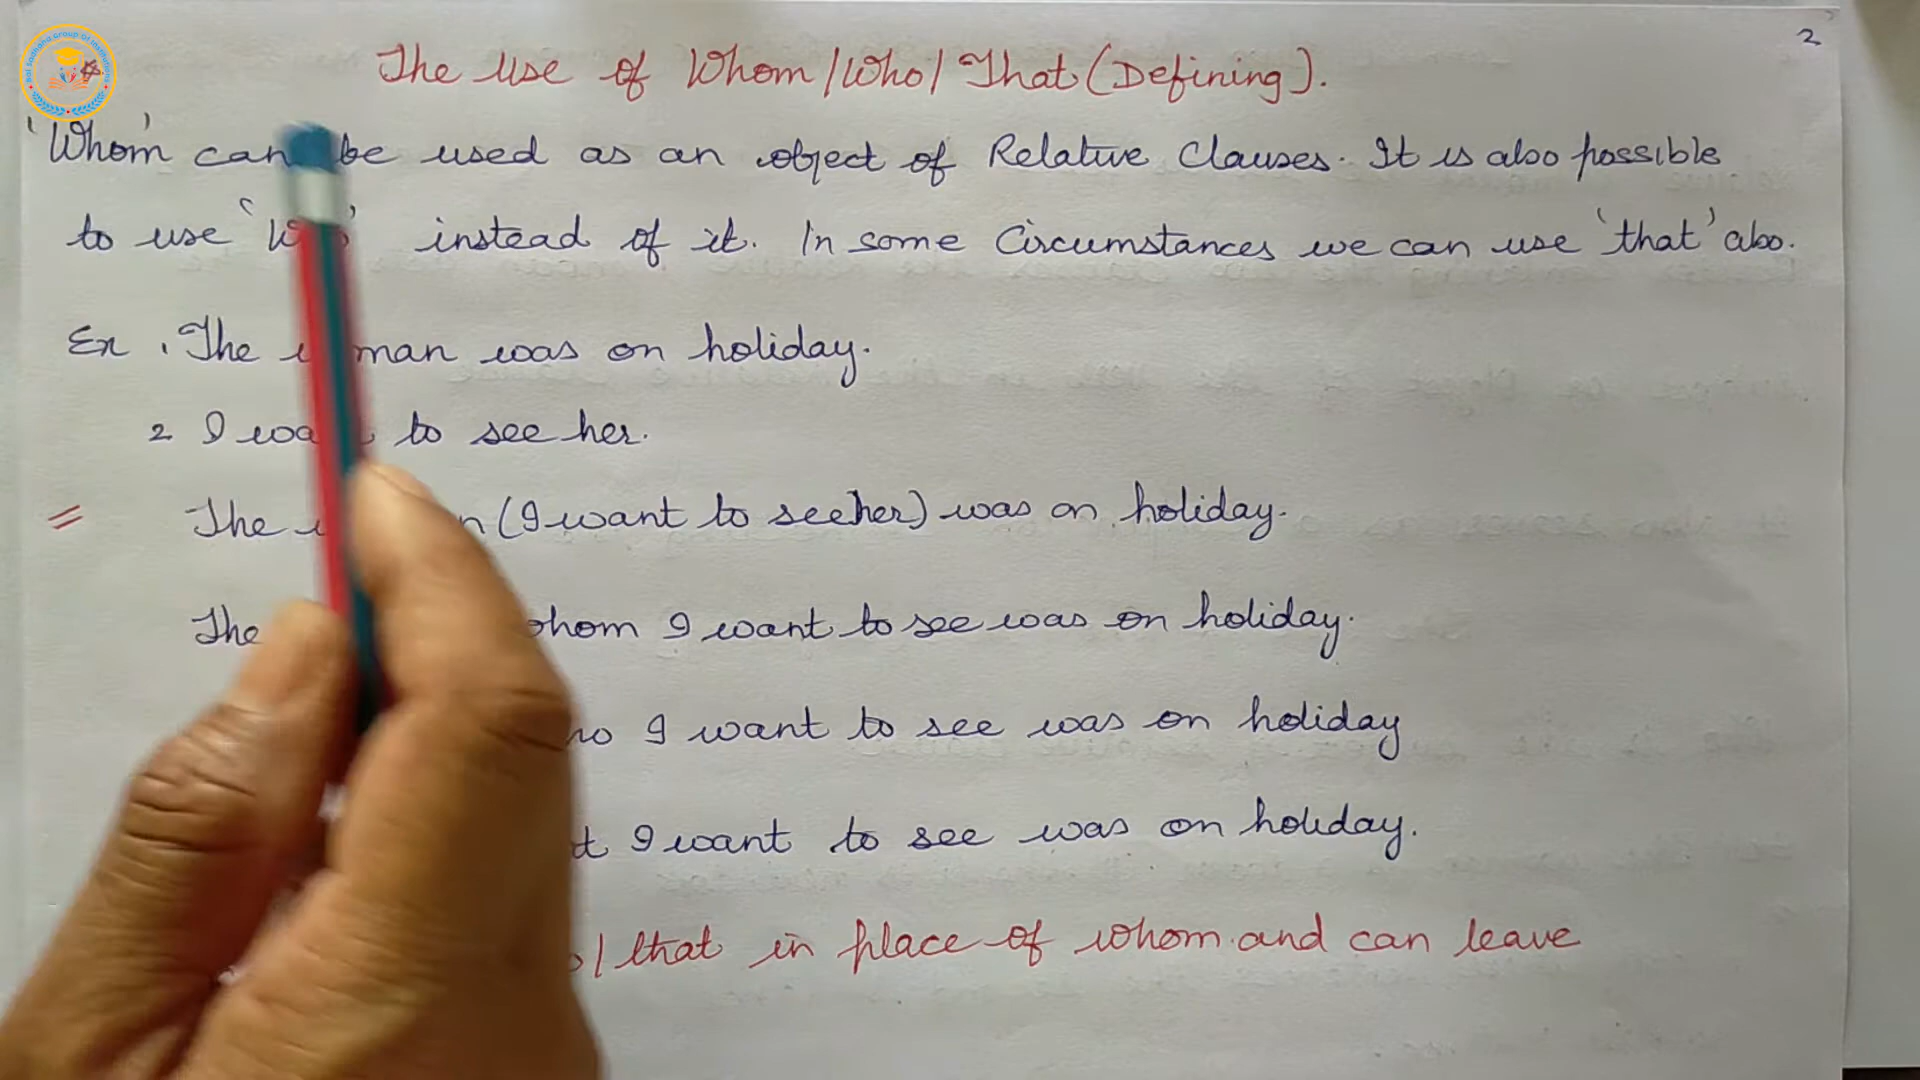 2
The Use of Whom/Who/That (Defining).
'Whom' can be used as an object of Relative Clauses. It is also possible
to use instead of it. In some Circumstances we can use 'that' also.
Ex 1. The man was on holiday.
2 I to see her.
= The (I want to see her) was on holiday.
The whom I want to see was on holiday.
I want to see was on holiday
I want to see was on holiday.
/that in place of whom and can leave